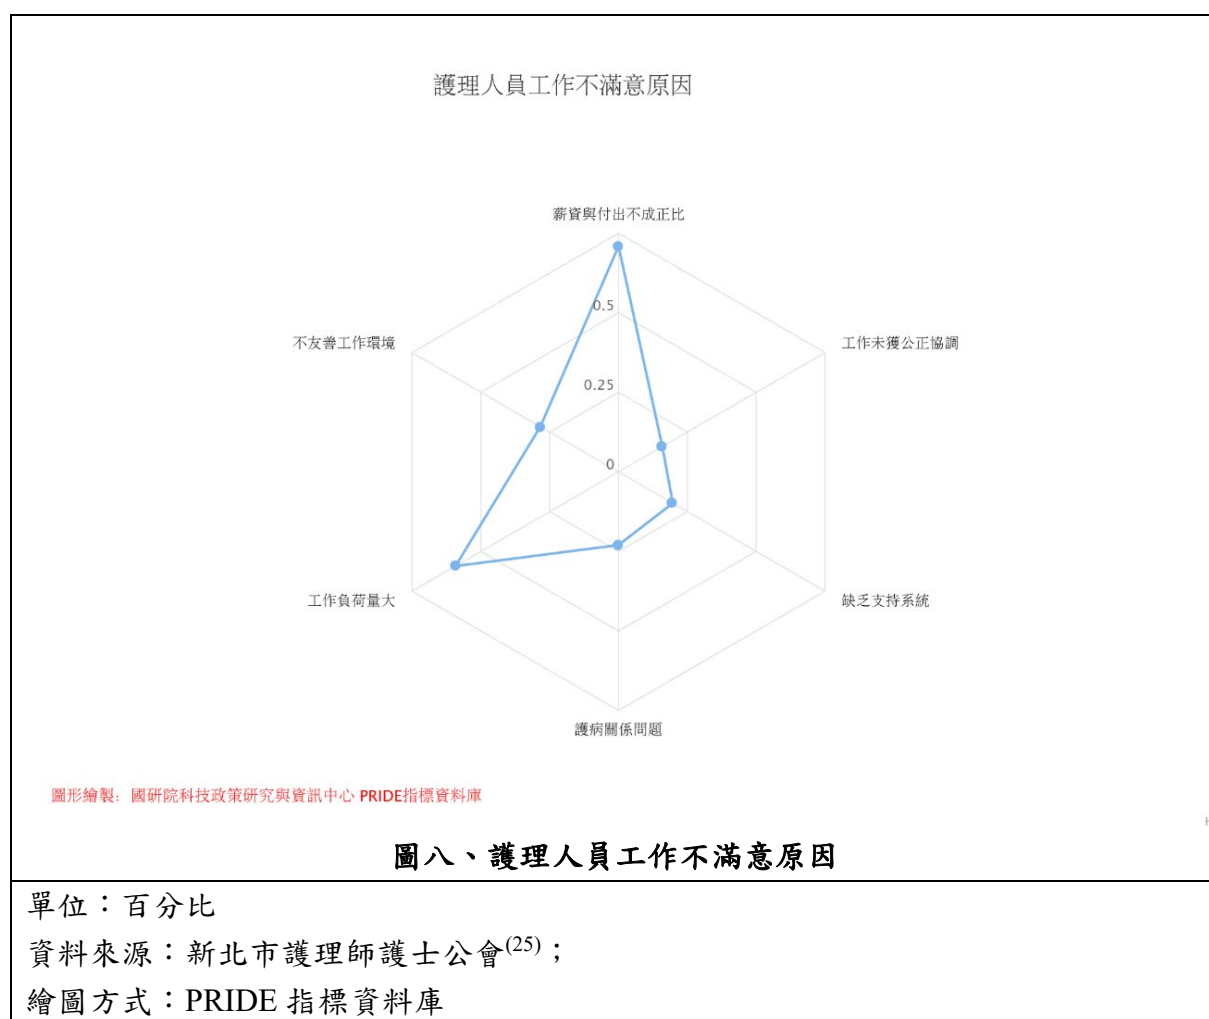 護理人員工作不滿意原因
薪資與付出不成正比
0.5
不友善工作環境
工作未獲公正協調
0.25
0
工作負荷量大
缺乏支持系統
護病關係問題
圖形繪製：國研院科技政策研究與資訊中心 PRIDE指標資料庫
圖八、護理人員工作不滿意原因
單位：百分比
資料來源：新北市護理師護士公會(25)；
繪圖方式：PRIDE 指標資料庫